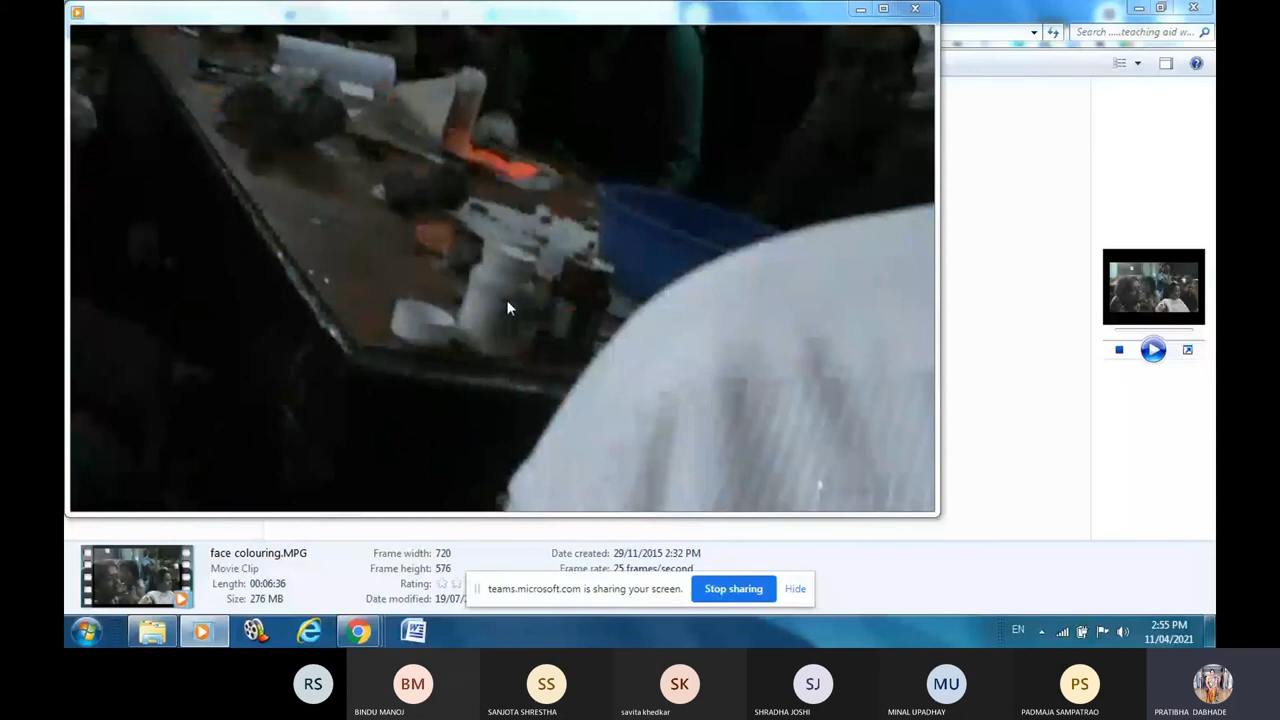 Search .....teaching aid w...
face colouring.MPG
Movie Clip
Length: 00:06:36
Size: 276 MB
Frame width: 720
Frame height: 576
Rating:
Date modified: 19/07/
Date created: 29/11/2015 2:32 PM
Frame rate: 25 frames/second
teams.microsoft.com is sharing your screen.
Stop sharing
Hide
EN
2:55 PM
11/04/2021
RS
BM
BINDU MANOJ
SS
SANJOTA SHRESTHA
SK
savita khedkar
SJ
SHRADHA JOSHI
MU
MINAL UPADHAY
PS
PADMAJA SAMPATRAO
PRATIBHA DABHADE